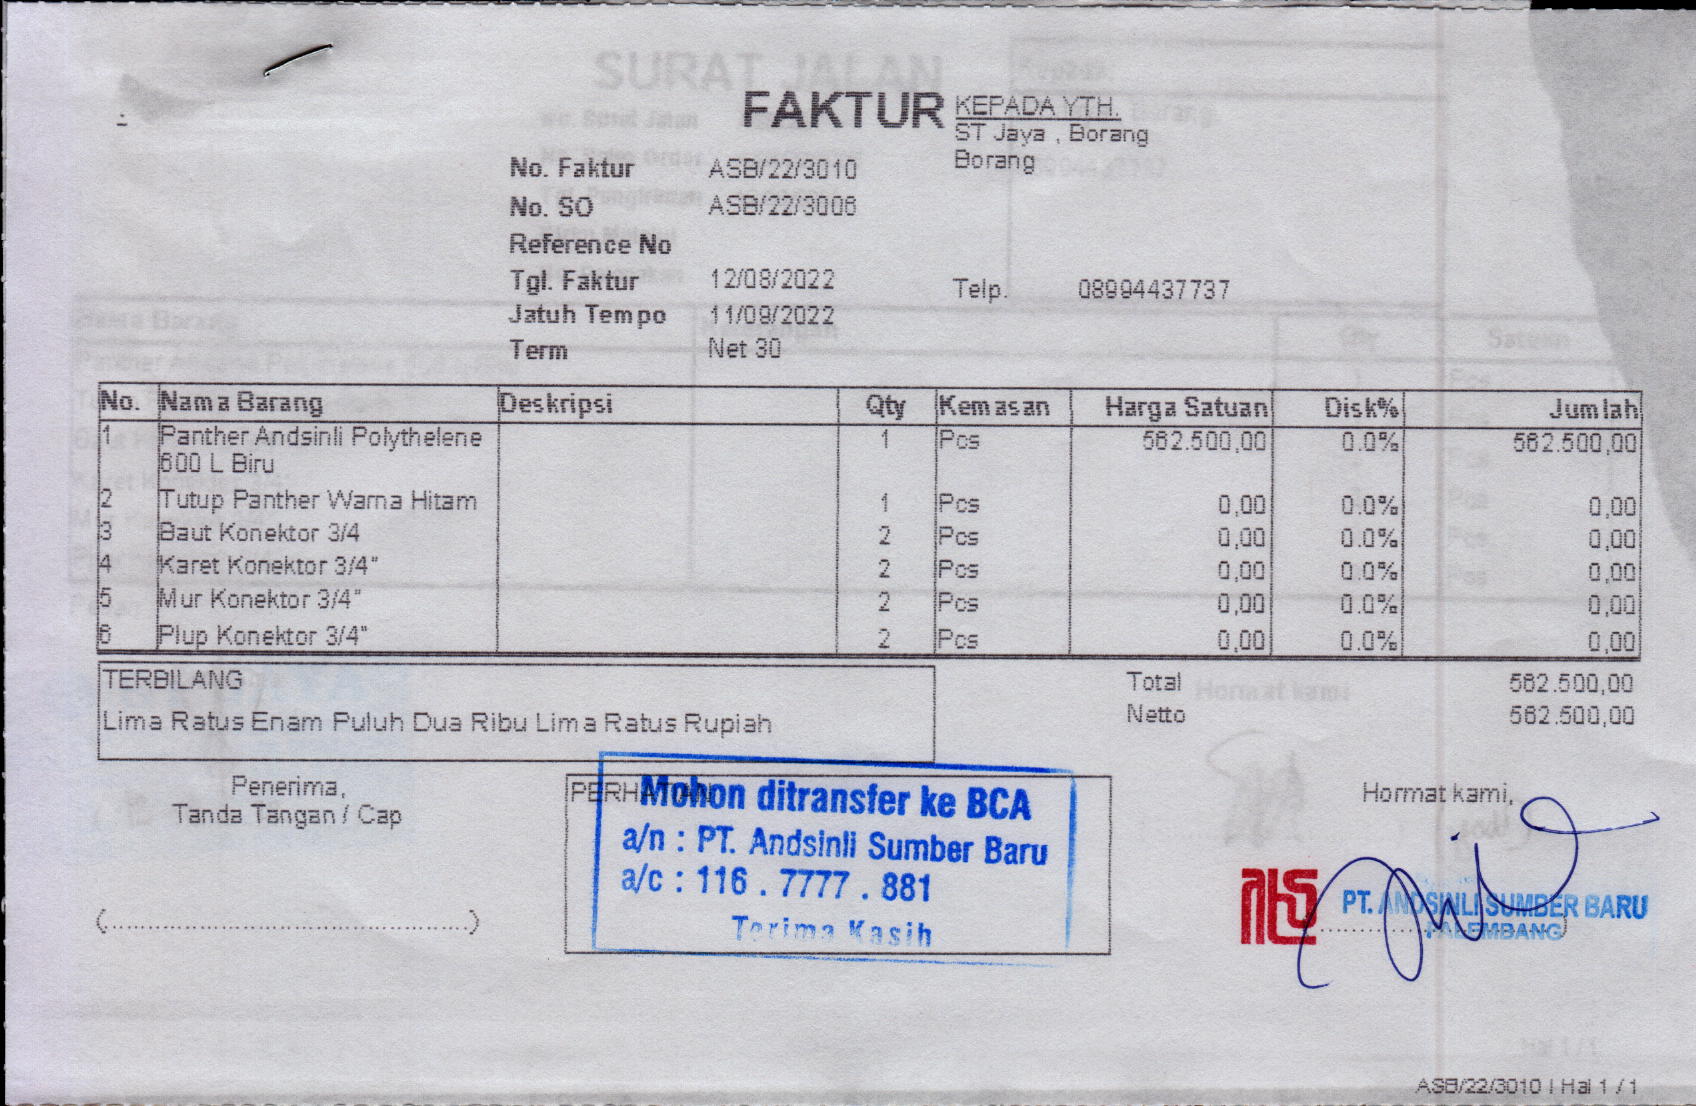 FAKTUR
KEPADA YTH.
ST Jaya , Borang
Borang
No. Faktur ASB/22/3010
No. SO ASB/22/3006
Reference No
Tgl. Faktur 12/08/2022
Telp. 08994437737
Jatuh Tempo 11/09/2022
Term Net 30
No. Nama Barang Deskripsi Qty Kemasan Harga Satuan Disk% Jumlah
1 Panther Andsinli Polythelene 1 Pcs 562.500,00 0.0% 562.500,00
600 L Biru
2 Tutup Panther Warna Hitam 1 Pcs 0,00 0.0% 0,00
3 Baut Konektor 3/4 2 Pcs 0,00 0.0% 0,00
4 Karet Konektor 3/4" 2 Pcs 0,00 0.0% 0,00
5 Mur Konektor 3/4" 2 Pcs 0,00 0.0% 0,00
6 Plup Konektor 3/4" 2 Pcs 0,00 0.0% 0,00
TERBILANG
Lima Ratus Enam Puluh Dua Ribu Lima Ratus Rupiah
Total 562.500,00
Netto 562.500,00
Penerima,
Tanda Tangan / Cap
(..................................................)
PERHATIAN
Mohon ditransfer ke BCA
a/n : PT. Andsinli Sumber Baru
a/c : 116 . 7777 . 881
Terima Kasih
Hormat kami,
PT. ANDSINLI SUMBER BARU
PALEMBANG
ASB/22/3010 | Hal 1 / 1
SURAT JALAN
Hormat kami
Hal 1 / 1